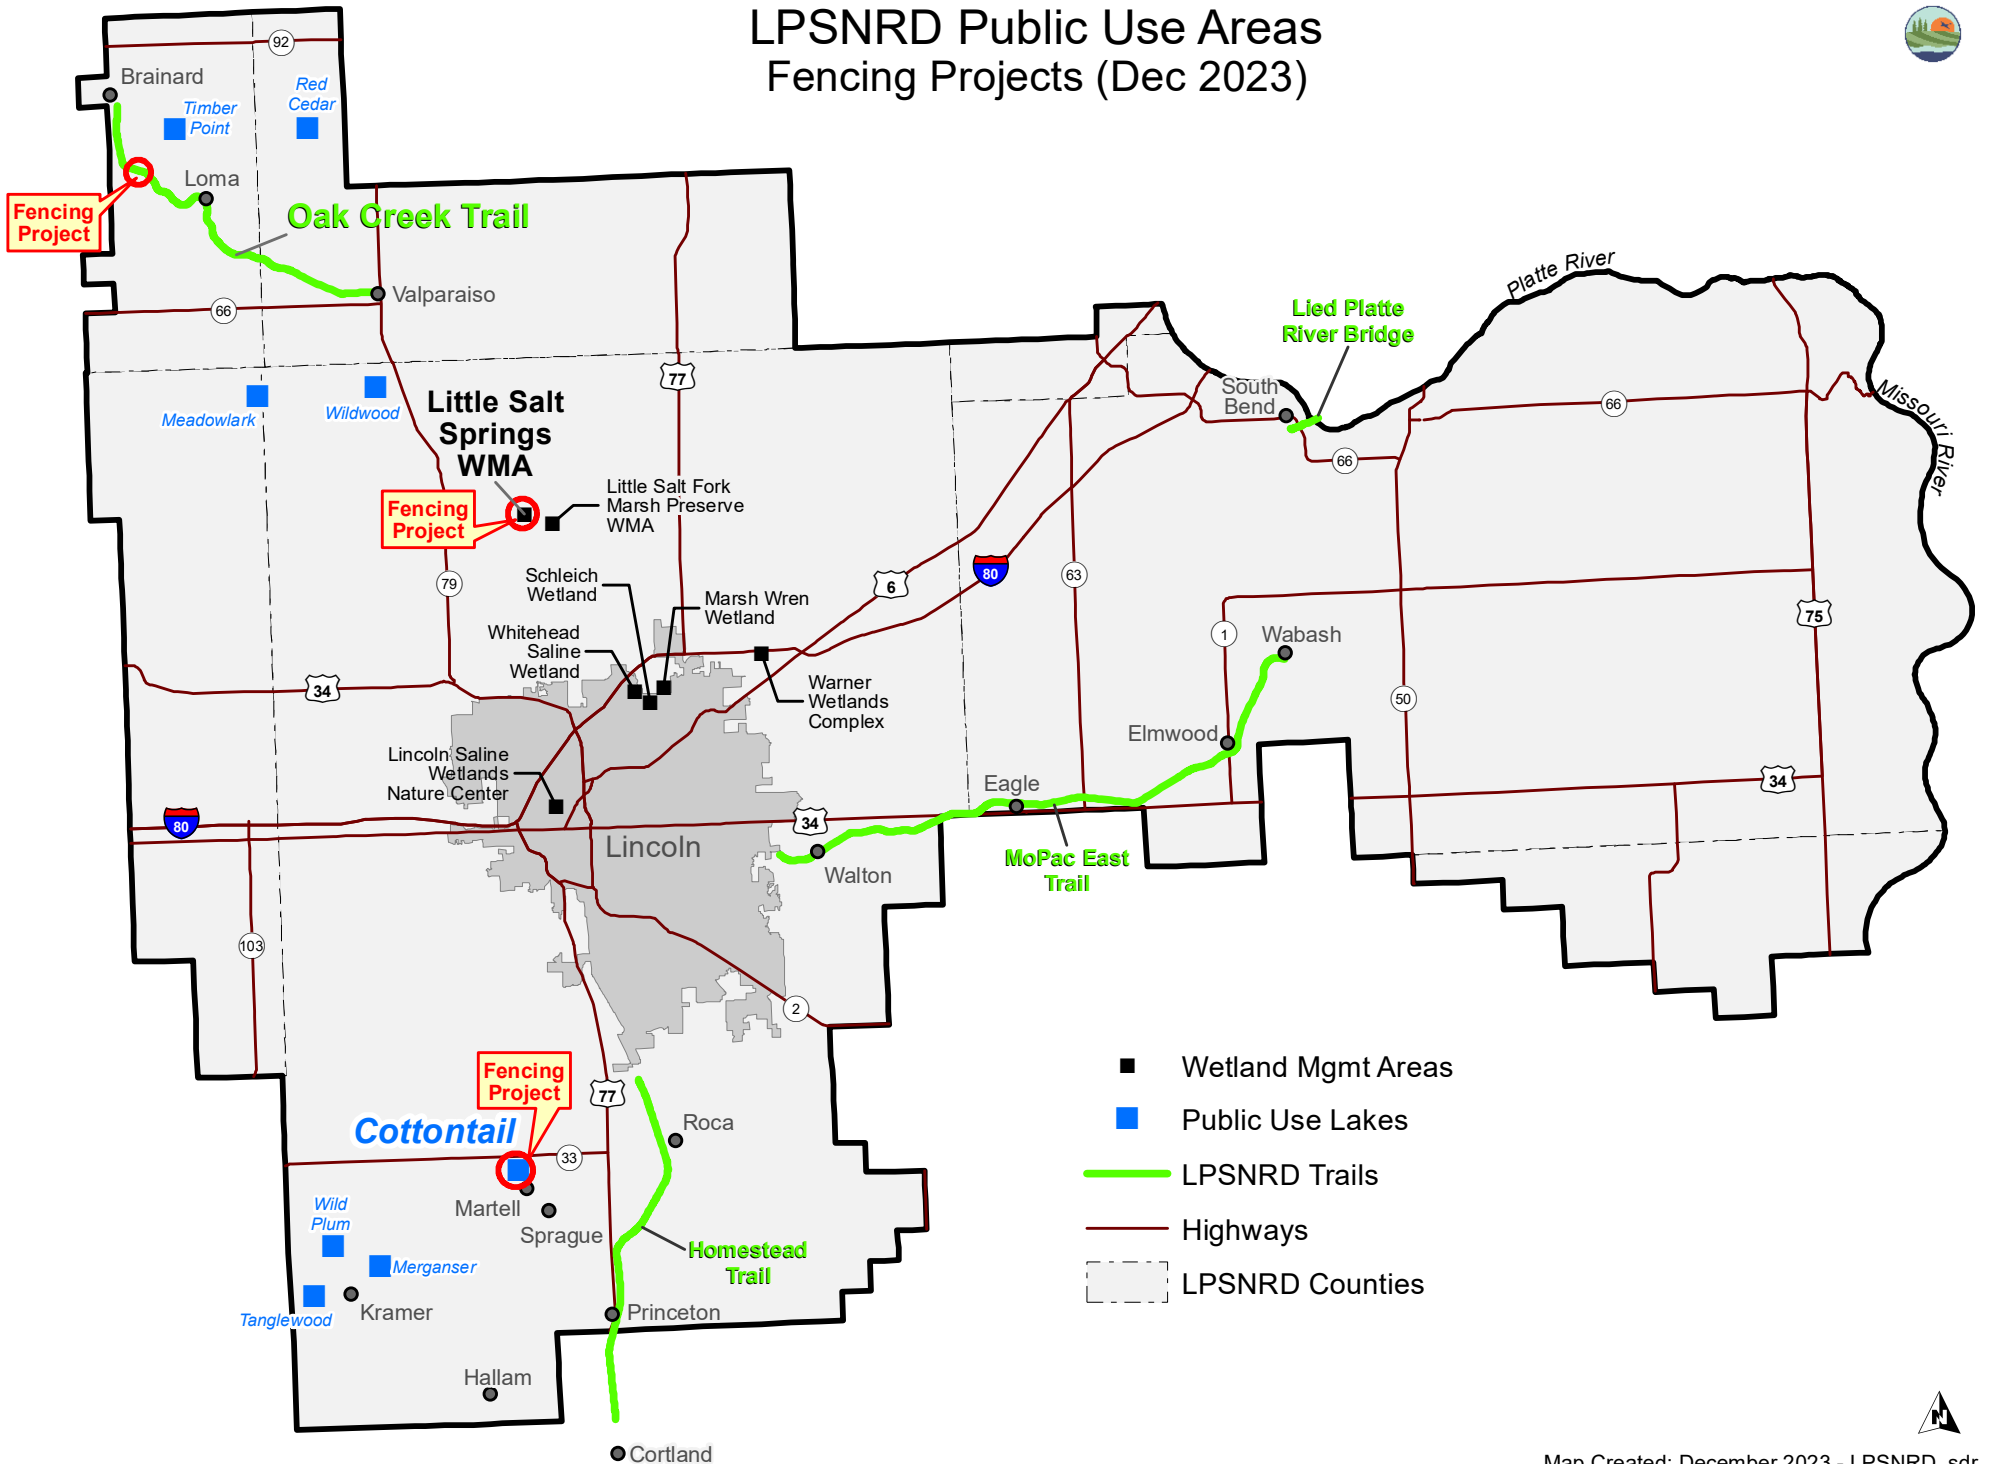 LPSNRD Public Use Areas
Fencing Projects (Dec 2023)
92
Brainard
Timber
Point
Red
Cedar
Loma
Fencing
Project
Oak Creek Trail
Valparaiso
66
77
Platte River
Lied Platte
River Bridge
South
Bend
66
66
Missouri River
Meadowlark
Wildwood
Little Salt
Springs
WMA
Fencing
Project
Little Salt Fork
Marsh Preserve
WMA
79
6
80
63
Schleich
Wetland
Marsh Wren
Wetland
Whitehead
Saline
Wetland
Warner
Wetlands
Complex
34
1
Wabash
75
50
Elmwood
Lincoln Saline
Wetlands
Nature Center
Eagle
34
80
34
Lincoln
Walton
MoPac East
Trail
103
2
Fencing
Project
77
Cottontail
Roca
33
Martell
Sprague
Wild
Plum
Merganser
Homestead
Trail
Tanglewood
Kramer
Princeton
Hallam
Cortland
Wetland Mgmt Areas
Public Use Lakes
LPSNRD Trails
Highways
LPSNRD Counties
N
Map Created: December 2023 - LPSNRD, sdr